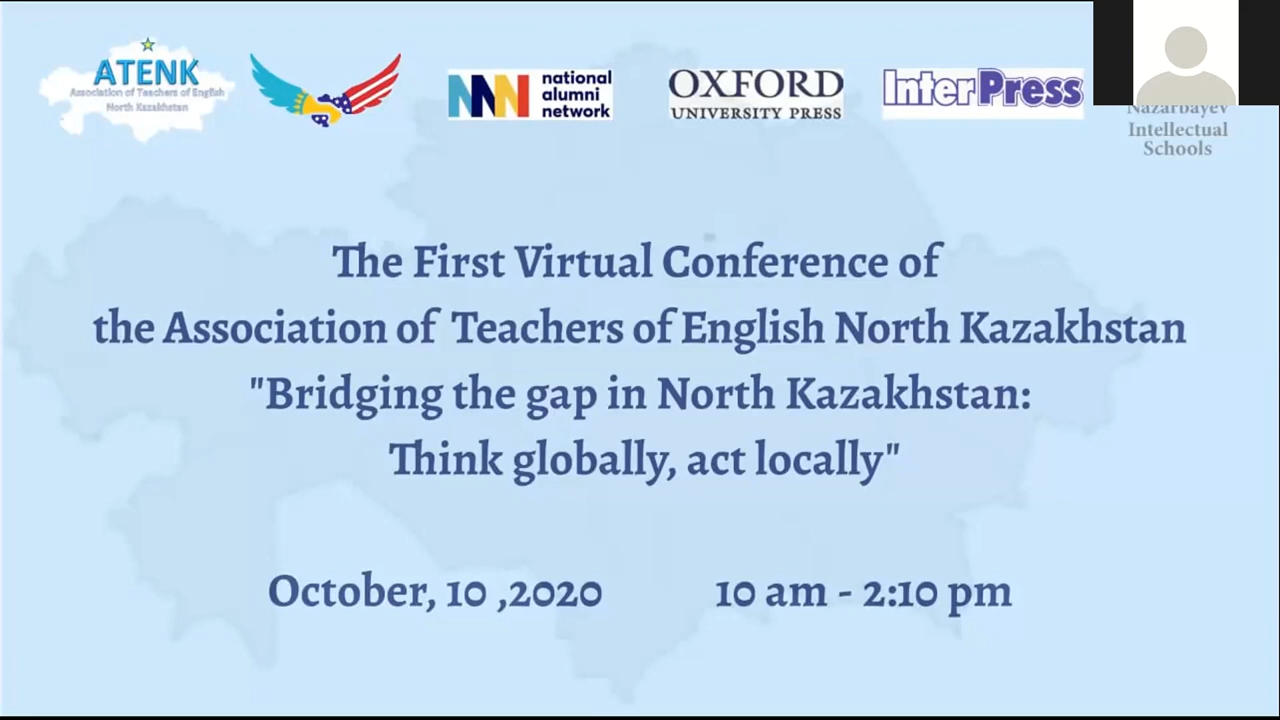 ATENK
Association of Teachers of English
North Kazakhstan
national
alumni
network
OXFORD
UNIVERSITY PRESS
InterPress
Nazarbayev
Intellectual
Schools
The First Virtual Conference of
the Association of Teachers of English North Kazakhstan
"Bridging the gap in North Kazakhstan:
Think globally, act locally"
October, 10 ,2020 10 am - 2:10 pm